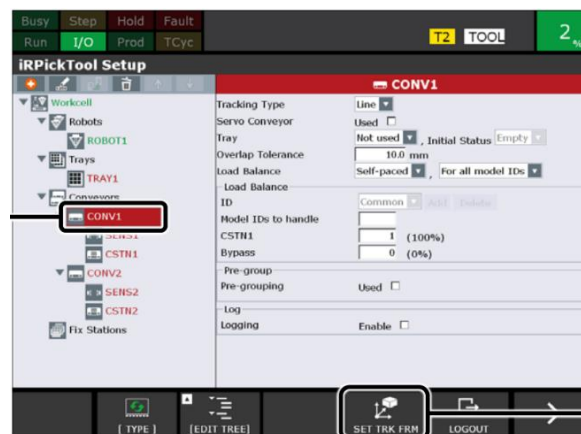 Busy Step Hold Fault
Run I/O Prod TCyc
T2 TOOL 2 %
iRPickTool Setup
CONV1
Workcell
Robots
ROBOT1
Trays
TRAY1
Conveyors
CONV1
SENS1
CSTN1
CONV2
SENS2
CSTN2
Fix Stations
Tracking Type Line
Servo Conveyor Used
Tray Not used , Initial Status Empty
Overlap Tolerance 10.0 mm
Load Balance Self-paced , For all model IDs
Load Balance
ID Common Add Delete
Model IDs to handle
CSTN1 1 (100%)
Bypass 0 (0%)
Pre-group
Pre-grouping Used
Log
Logging Enable
[ TYPE ] [EDIT TREE] SET TRK FRM LOGOUT >